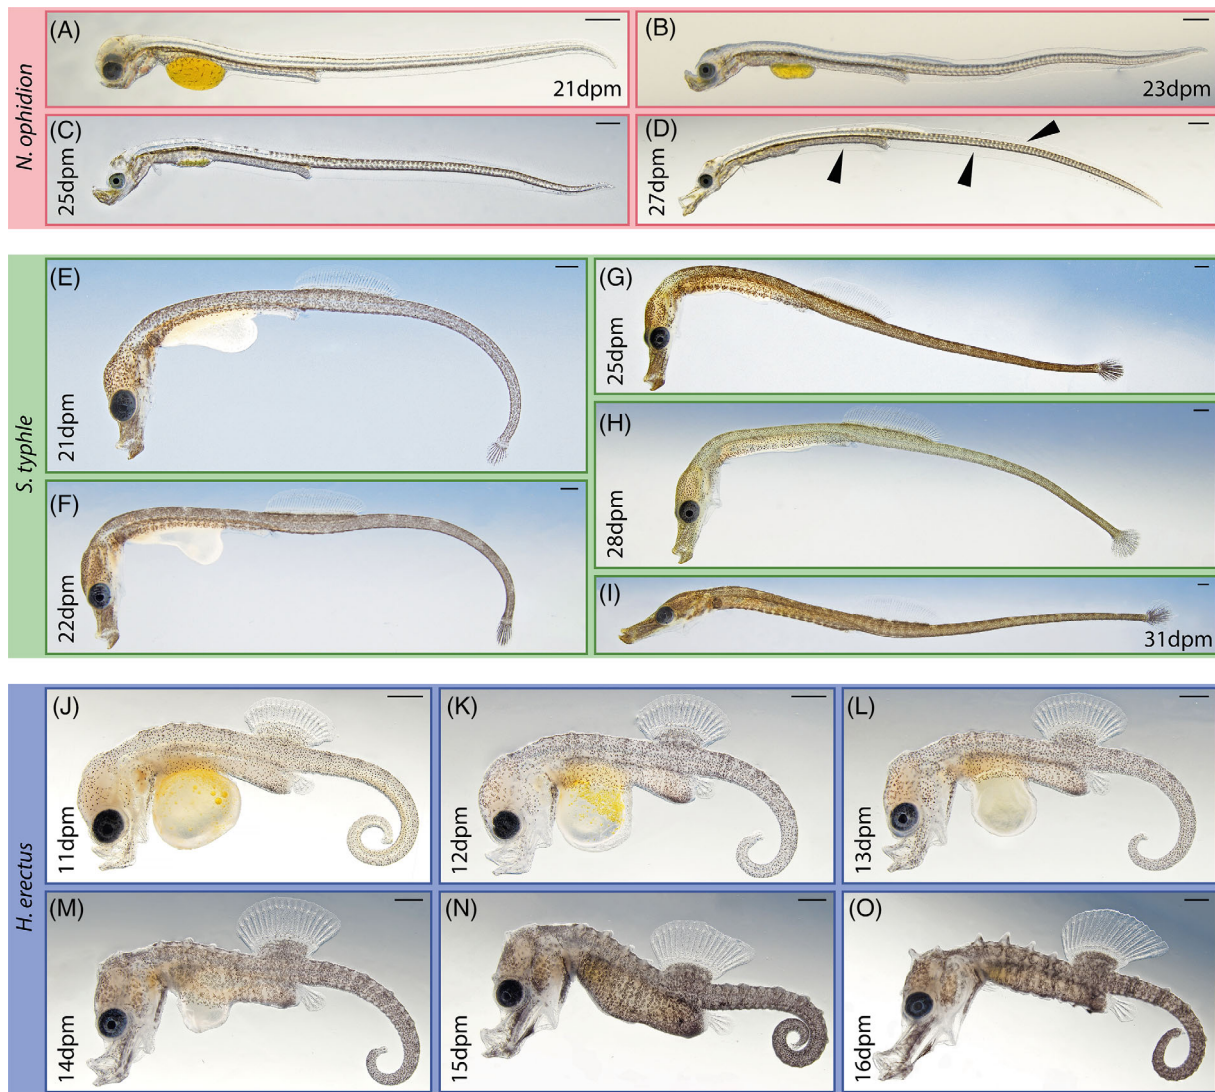 N. ophidion
(A)
21dpm
(B)
23dpm
(C)
25dpm
(D)
27dpm
S. typhle
(E)
21dpm
(F)
22dpm
(G)
25dpm
(H)
28dpm
(I)
31dpm
H. erectus
(J)
11dpm
(K)
12dpm
(L)
13dpm
(M)
14dpm
(N)
15dpm
(O)
16dpm